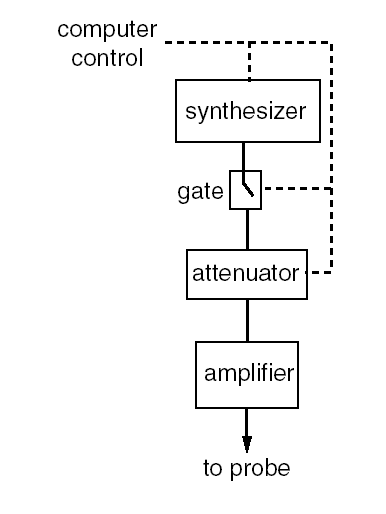 computer
control
synthesizer
gate
attenuator
amplifier
to probe